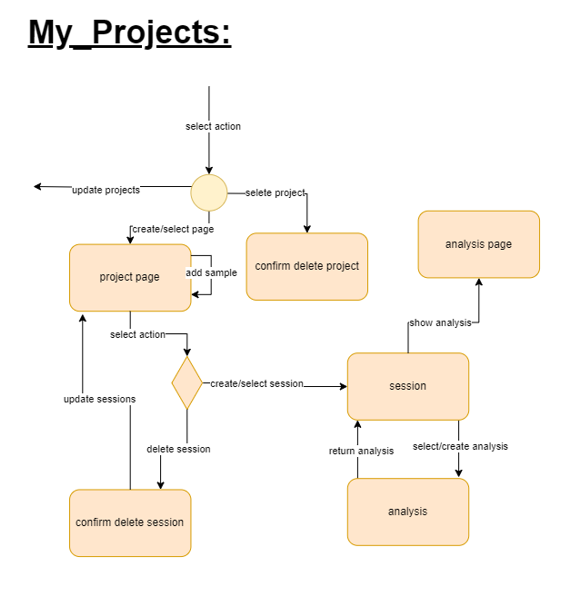 My_Projects:
select action
update projects
selete project
create/select page
project page
add sample
confirm delete project
analysis page
select action
show analysis
create/select session
session
update sessions
delete session
return analysis
select/create analysis
confirm delete session
analysis